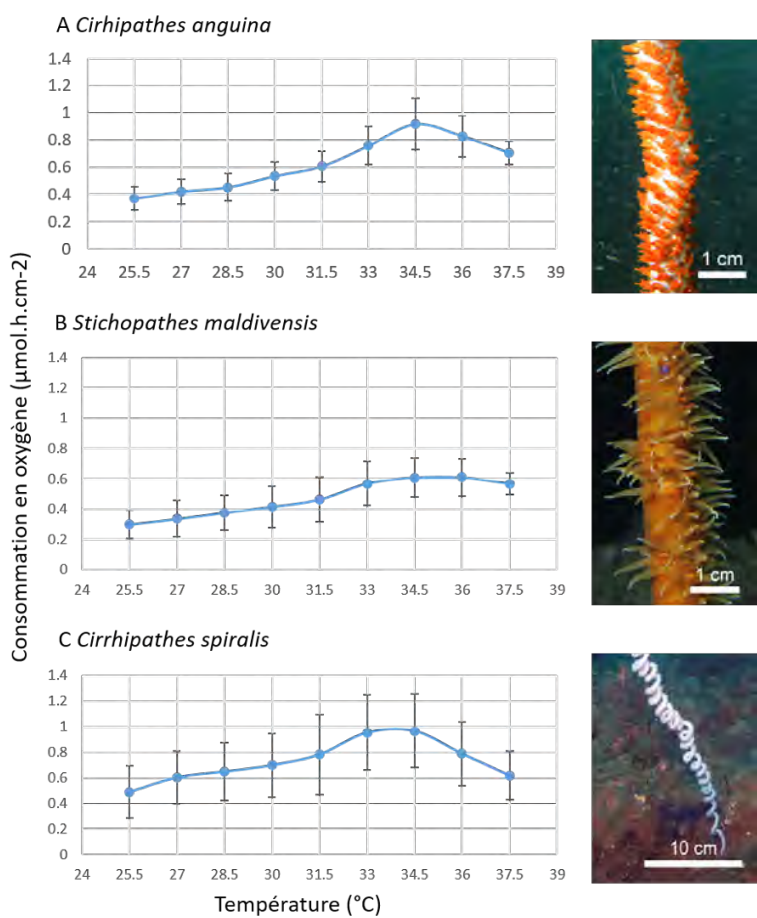 A Cirhipathes anguina
1.4
1.2
1
0.8
0.6
0.4
0.2
0
24 25.5 27 28.5 30 31.5 33 34.5 36 37.5 39
1 cm
Consommation en oxygène (µmol.h.cm-2)
B Stichopathes maldivensis
1.4
1.2
1
0.8
0.6
0.4
0.2
0
24 25.5 27 28.5 30 31.5 33 34.5 36 37.5 39
1 cm
C Cirrhipathes spiralis
1.4
1.2
1
0.8
0.6
0.4
0.2
0
24 25.5 27 28.5 30 31.5 33 34.5 36 37.5 39
10 cm
Température (°C)